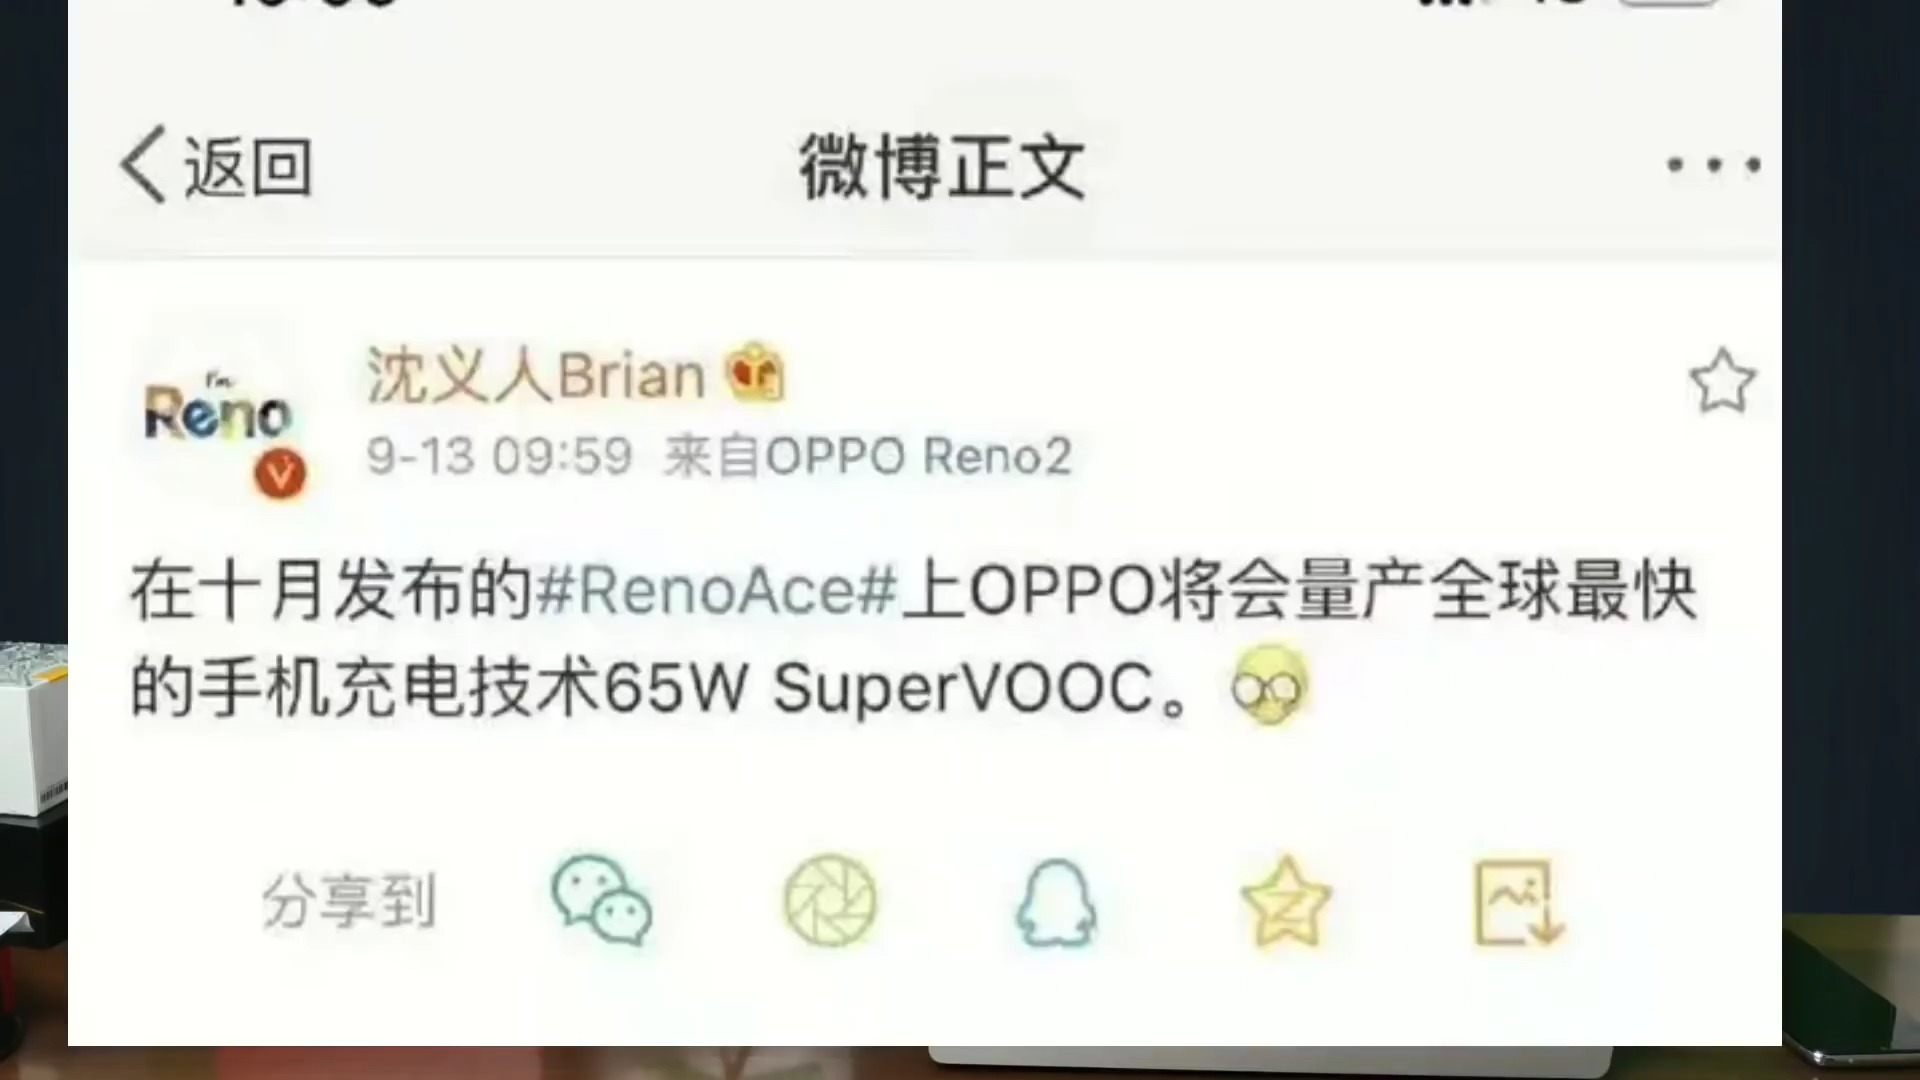 返回
微博正文
I'm
Reno
沈义人Brian
9-13 09:59 来自OPPO Reno2
在十月发布的#RenoAce#上OPPO将会量产全球最快
的手机充电技术65W SuperVOOC。
分享到